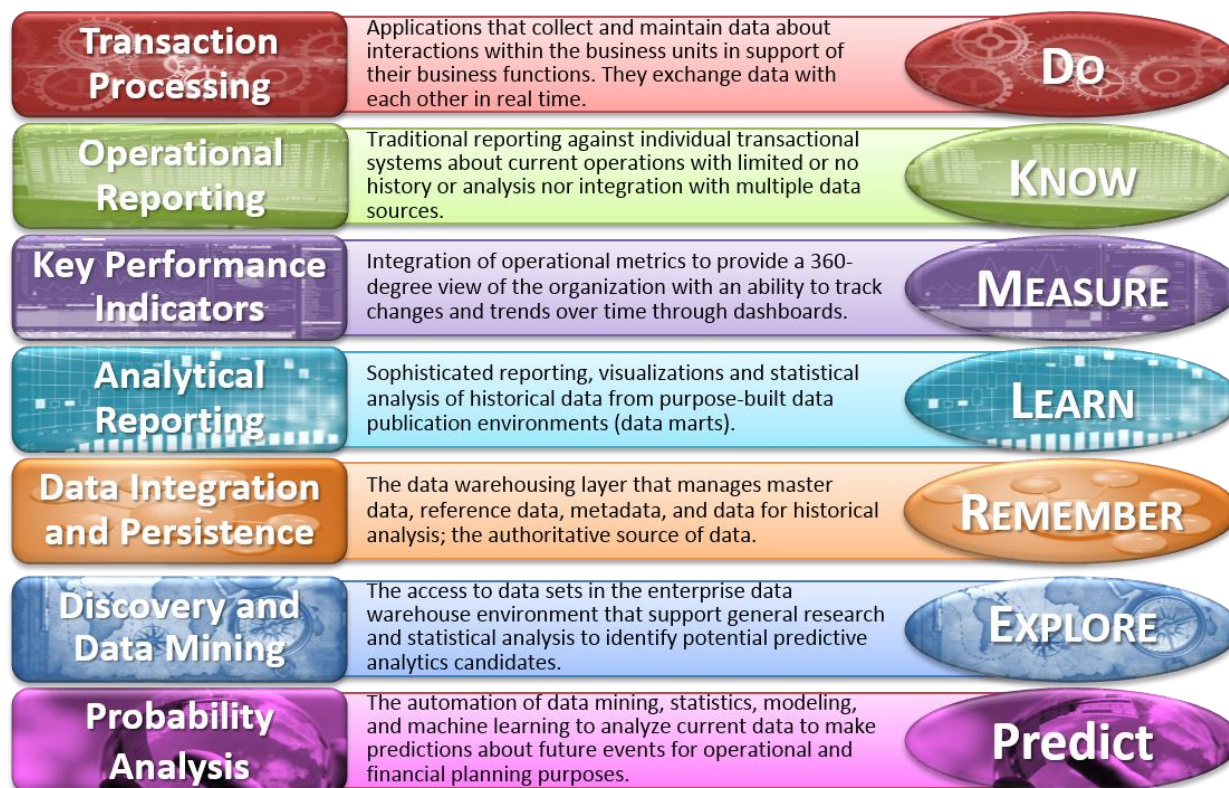 Transaction
Processing
Applications that collect and maintain data about
interactions within the business units in support of
their business functions. They exchange data with
each other in real time.
DO
Operational
Reporting
Traditional reporting against individual transactional
systems about current operations with limited or no
history or analysis nor integration with multiple data
sources.
KNOW
Key Performance
Indicators
Integration of operational metrics to provide a 360-
degree view of the organization with an ability to track
changes and trends over time through dashboards.
MEASURE
Analytical
Reporting
Sophisticated reporting, visualizations and statistical
analysis of historical data from purpose-built data
publication environments (data marts).
LEARN
Data Integration
and Persistence
The data warehousing layer that manages master
data, reference data, metadata, and data for historical
analysis; the authoritative source of data.
REMEMBER
Discovery and
Data Mining
The access to data sets in the enterprise data
warehouse environment that support general research
and statistical analysis to identify potential predictive
analytics candidates.
EXPLORE
Probability
Analysis
The automation of data mining, statistics, modeling,
and machine learning to analyze current data to make
predictions about future events for operational and
financial planning purposes.
Predict